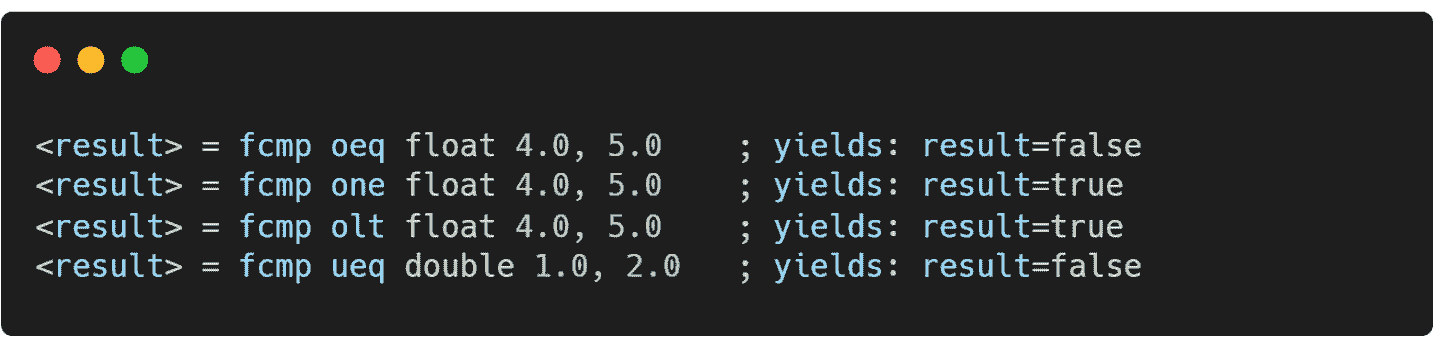 <result> = fcmp oeq float 4.0, 5.0    ; yields: result=false
<result> = fcmp one float 4.0, 5.0    ; yields: result=true
<result> = fcmp olt float 4.0, 5.0    ; yields: result=true
<result> = fcmp ueq double 1.0, 2.0   ; yields: result=false